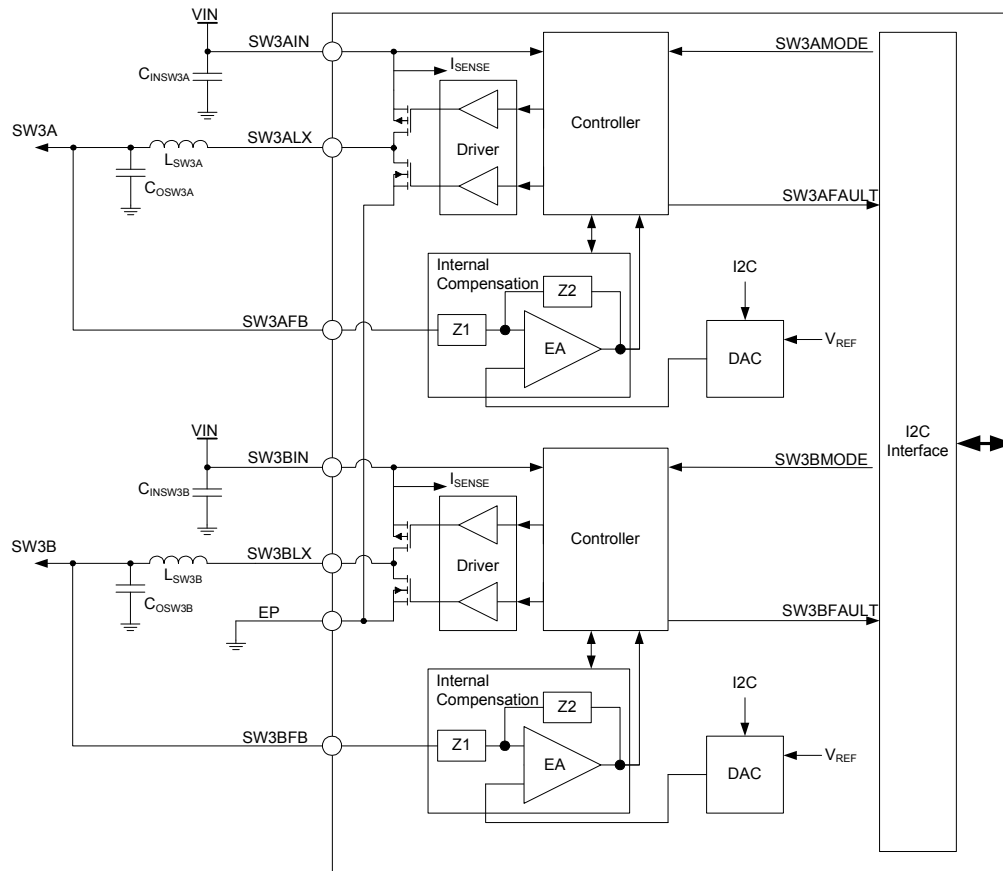 VIN
SW3AIN
SW3AMODE
CINSW3A
ISENSE
Controller
SW3A
SW3ALX
LSW3A
Driver
COSW3A
SW3AFAULT
Internal
Compensation
Z2
I2C
SW3AFB
Z1
EA
DAC
VREF
I2C
Interface
VIN
SW3BIN
SW3BMODE
CINSW3B
ISENSE
Controller
SW3B
SW3BLX
LSW3B
Driver
COSW3B
EP
SW3BFAULT
Internal
Compensation
Z2
I2C
SW3BFB
Z1
EA
DAC
VREF